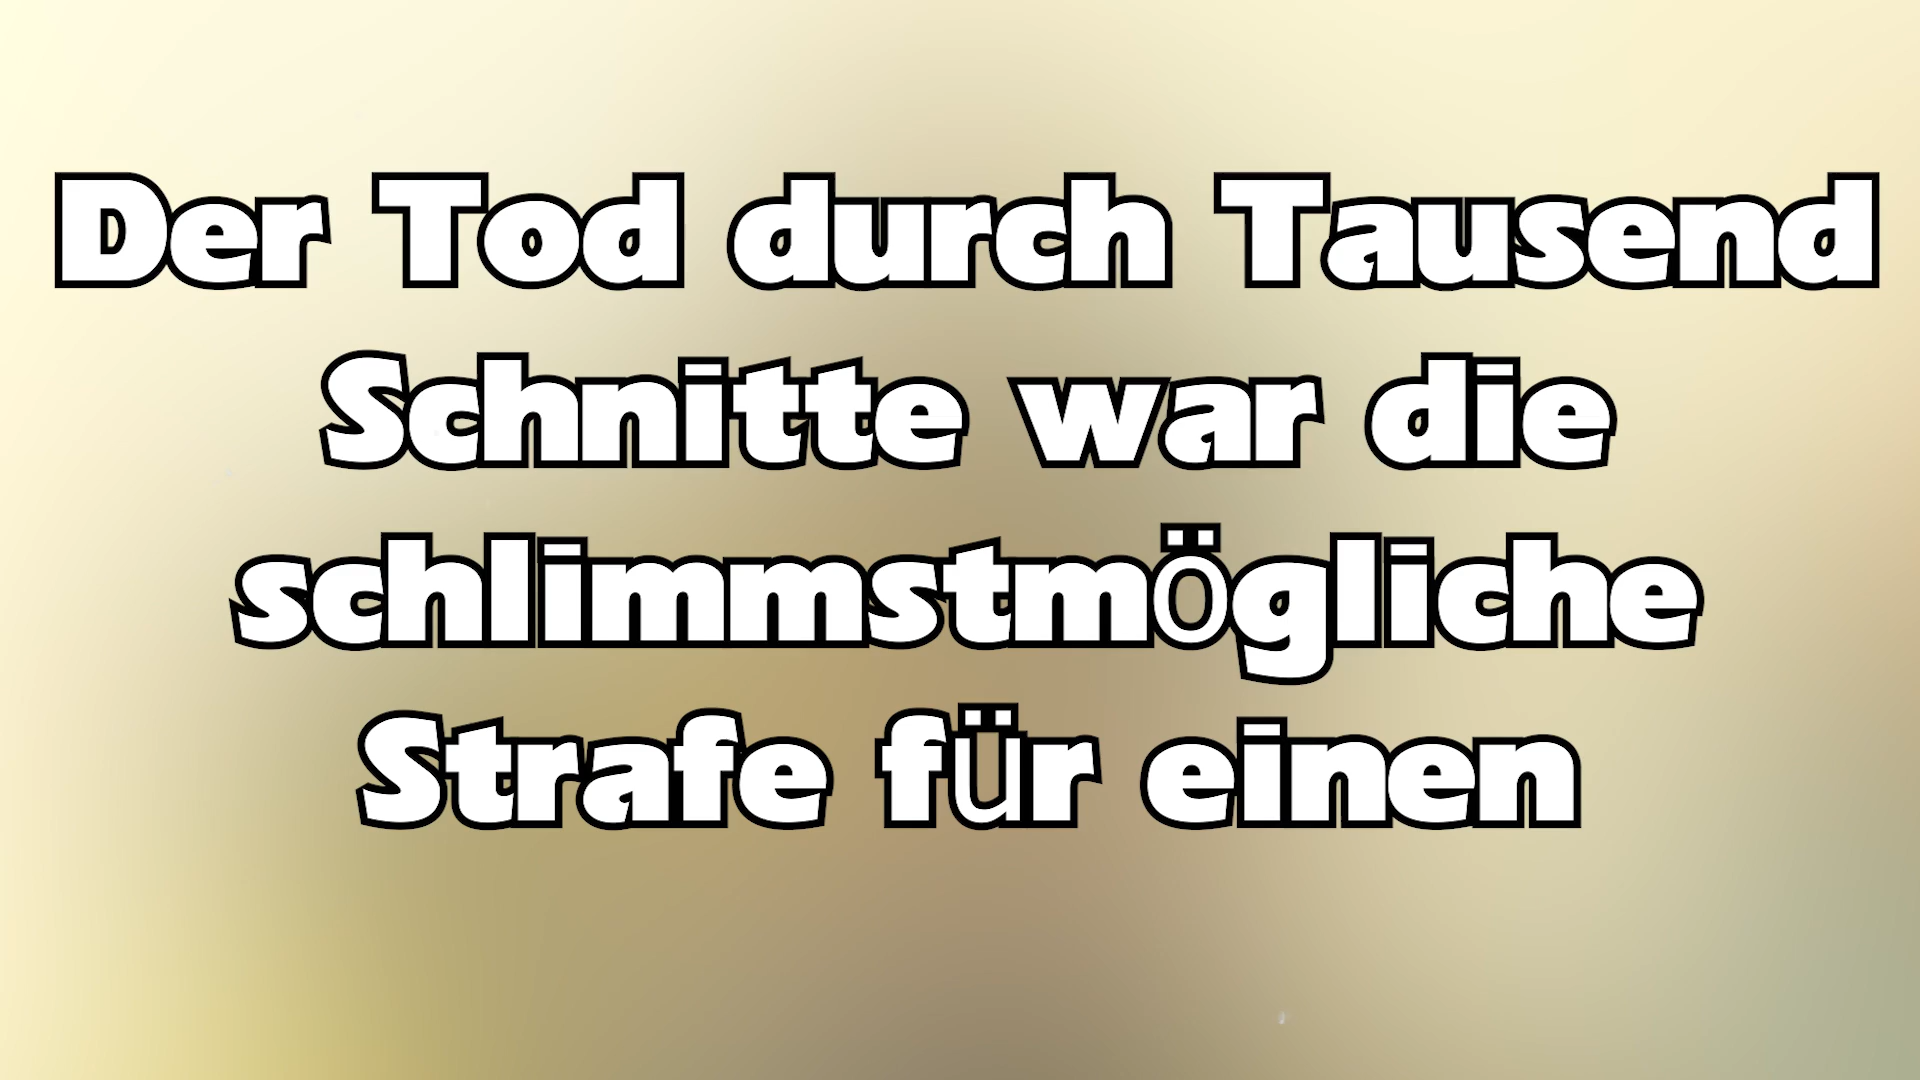 Der Tod durch Tausend
Schnitte war die
schlimmstmögliche
Strafe für einen